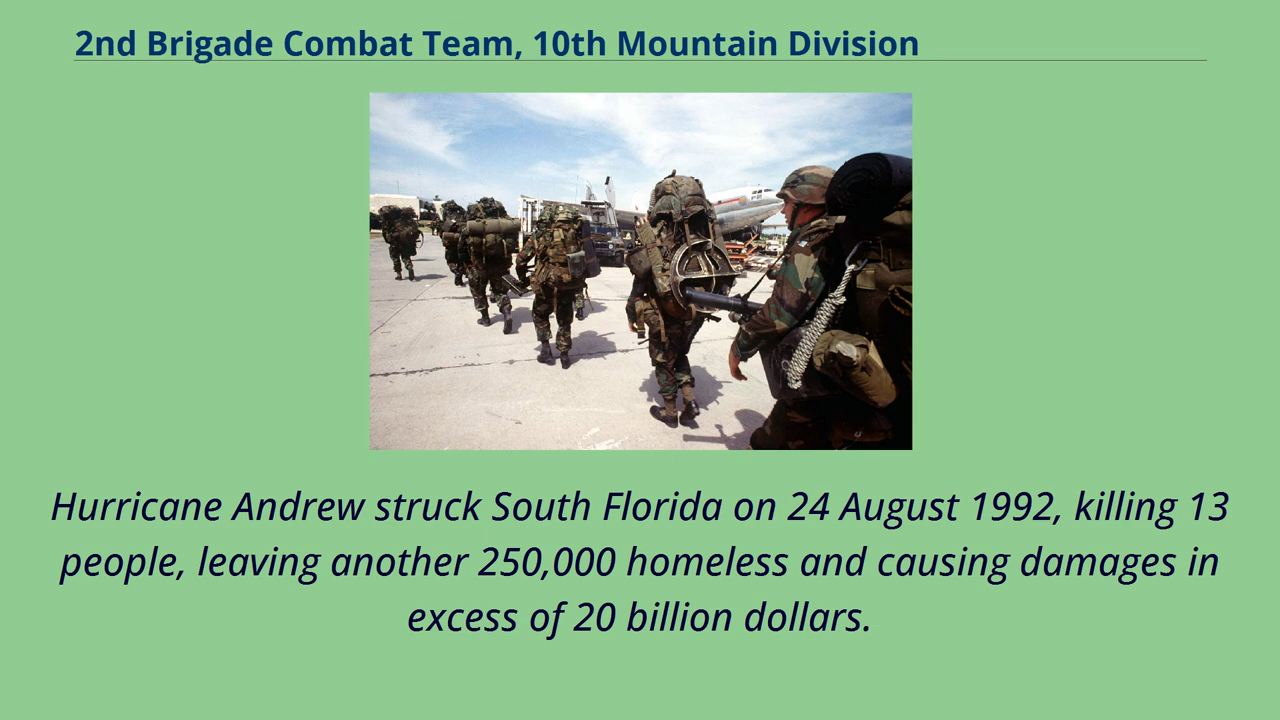 2nd Brigade Combat Team, 10th Mountain Division
Hurricane Andrew struck South Florida on 24 August 1992, killing 13
people, leaving another 250,000 homeless and causing damages in
excess of 20 billion dollars.